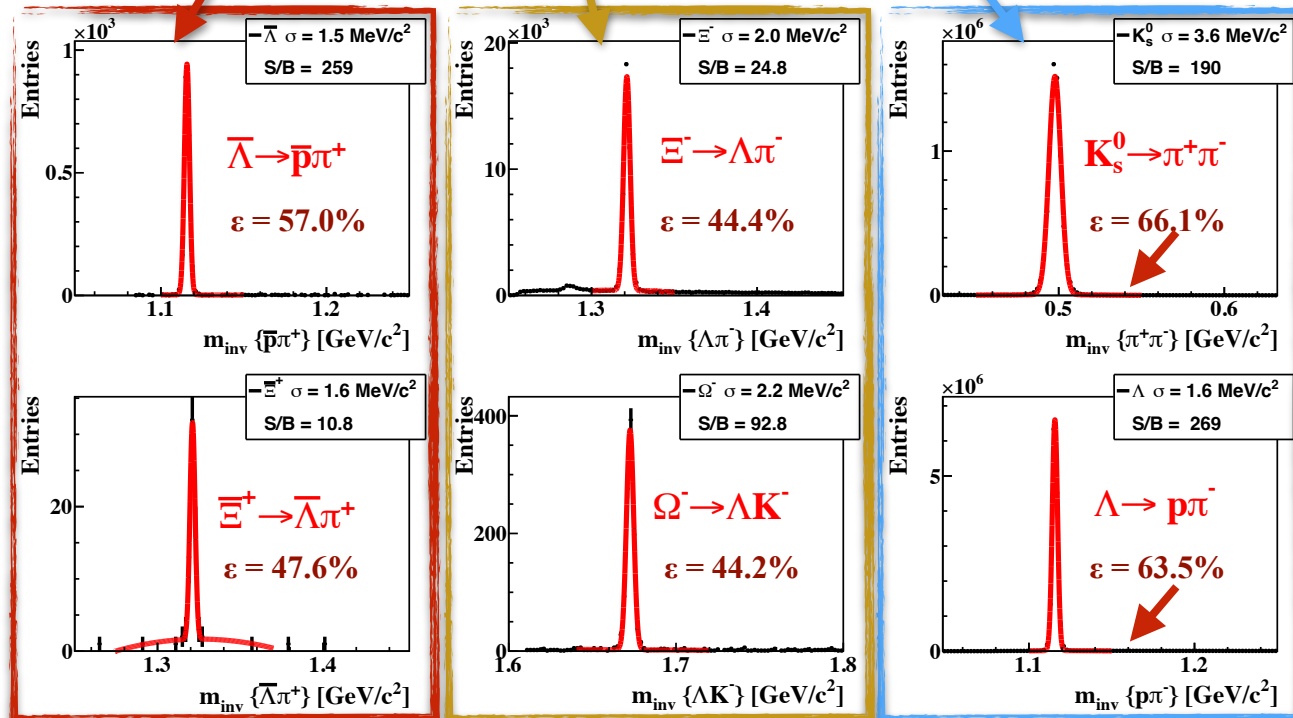 ×10³
1
0.5
0
Entries
Λ̅ σ = 1.5 MeV/c²
S/B = 259
Λ̅→p̅π⁺
ε = 57.0%
1.1 1.2
m_inv {p̅π⁺} [GeV/c²]
×10³
20
10
0
Entries
Ξ⁻ σ = 2.0 MeV/c²
S/B = 24.8
Ξ⁻→Λπ⁻
ε = 44.4%
1.3 1.4
m_inv {Λπ⁻} [GeV/c²]
×10⁶
1
0
Entries
K_s⁰ σ = 3.6 MeV/c²
S/B = 190
K_s⁰→π⁺π⁻
ε = 66.1%
0.5 0.6
m_inv {π⁺π⁻} [GeV/c²]
20
0
Entries
Ξ̅⁺ σ = 1.6 MeV/c²
S/B = 10.8
Ξ̅⁺→Λ̅π⁺
ε = 47.6%
1.3 1.4
m_inv {Λ̅π⁺} [GeV/c²]
400
200
0
Entries
Ω⁻ σ = 2.2 MeV/c²
S/B = 92.8
Ω⁻→ΛK⁻
ε = 44.2%
1.6 1.7 1.8
m_inv {ΛK⁻} [GeV/c²]
×10⁶
5
0
Entries
Λ σ = 1.6 MeV/c²
S/B = 269
Λ→pπ⁻
ε = 63.5%
1.1 1.2
m_inv {pπ⁻} [GeV/c²]